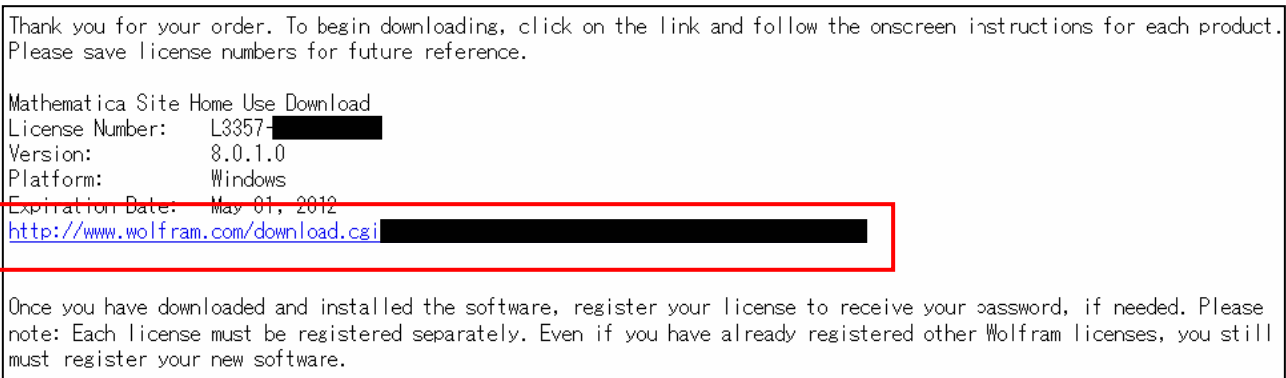 Thank you for your order. To begin downloading, click on the link and follow the onscreen instructions for each product.
Please save license numbers for future reference.
Mathematica Site Home Use Download
License Number: L3357-
Version: 8.0.1.0
Platform: Windows
Expiration Date: May 01, 2012
http://www.wolfram.com/download.cgi
Once you have downloaded and installed the software, register your license to receive your password, if needed. Please
note: Each license must be registered separately. Even if you have already registered other Wolfram licenses, you still
must register your new software.